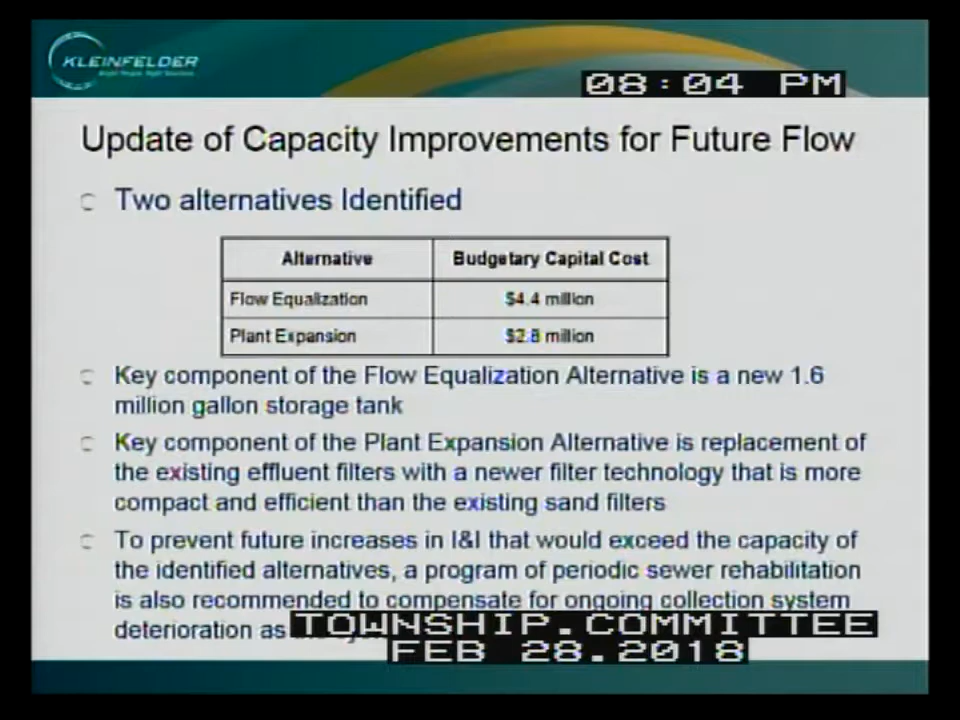 KLEINFELDER
08:04 PM
Update of Capacity Improvements for Future Flow
Two alternatives Identified
Alternative Budgetary Capital Cost
Flow Equalization $4.4 million
Plant Expansion $2.8 million
Key component of the Flow Equalization Alternative is a new 1.6
million gallon storage tank
Key component of the Plant Expansion Alternative is replacement of
the existing effluent filters with a newer filter technology that is more
compact and efficient than the existing sand filters
To prevent future increases in I&I that would exceed the capacity of
the identified alternatives, a program of periodic sewer rehabilitation
is also recommended to compensate for ongoing collection system
deterioration as
TOWNSHIP.COMMITTEE
FEB 28.2018